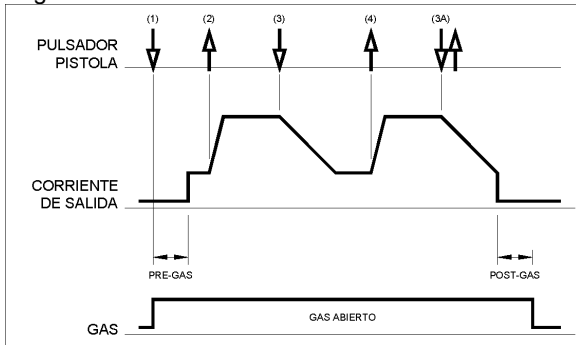 (1) (2) (3) (4) (3A)
PULSADOR
PISTOLA
CORRIENTE
DE SALIDA
PRE-GAS POST-GAS
GAS ABIERTO
GAS